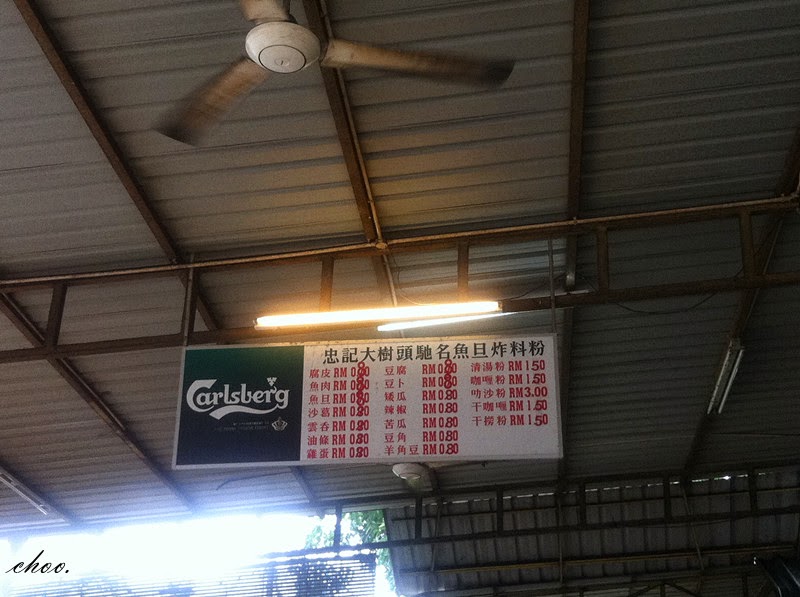 忠記大樹頭馳名魚旦炸料粉
Carlsberg
腐皮 RM 0.80 豆腐 RM 0.80 清湯粉 RM 1.50
魚肉 RM 0.80 豆卜 RM 0.80 咖喱粉 RM 1.50
魚旦 RM 0.80 矮瓜 RM 0.80 叻沙粉 RM 3.00
沙葛 RM 0.80 辣椒 RM 0.80 干咖喱 RM 1.50
雲吞 RM 0.80 苦瓜 RM 0.80 干撈粉 RM 1.50
油條 RM 0.80 豆角 RM 0.80
雞蛋 RM 0.80 羊角豆 RM 0.80
choo.